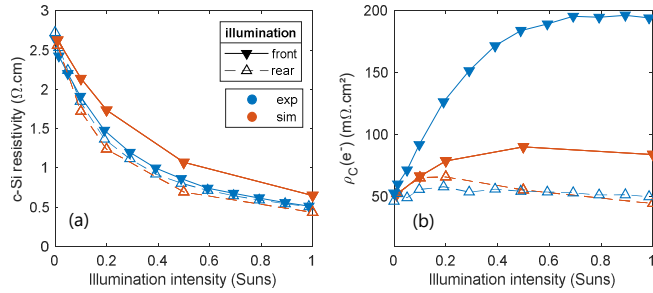 3
2.5
2
1.5
1
0.5
0
0
0.2
0.4
0.6
0.8
1
c-Si resistivity (Ω.cm)
Illumination intensity (Suns)
illumination
front
rear
exp
sim
(a)
200
150
100
50
0
0.2
0.4
0.6
0.8
1
ρC(e⁻) (mΩ.cm²)
Illumination intensity (Suns)
(b)